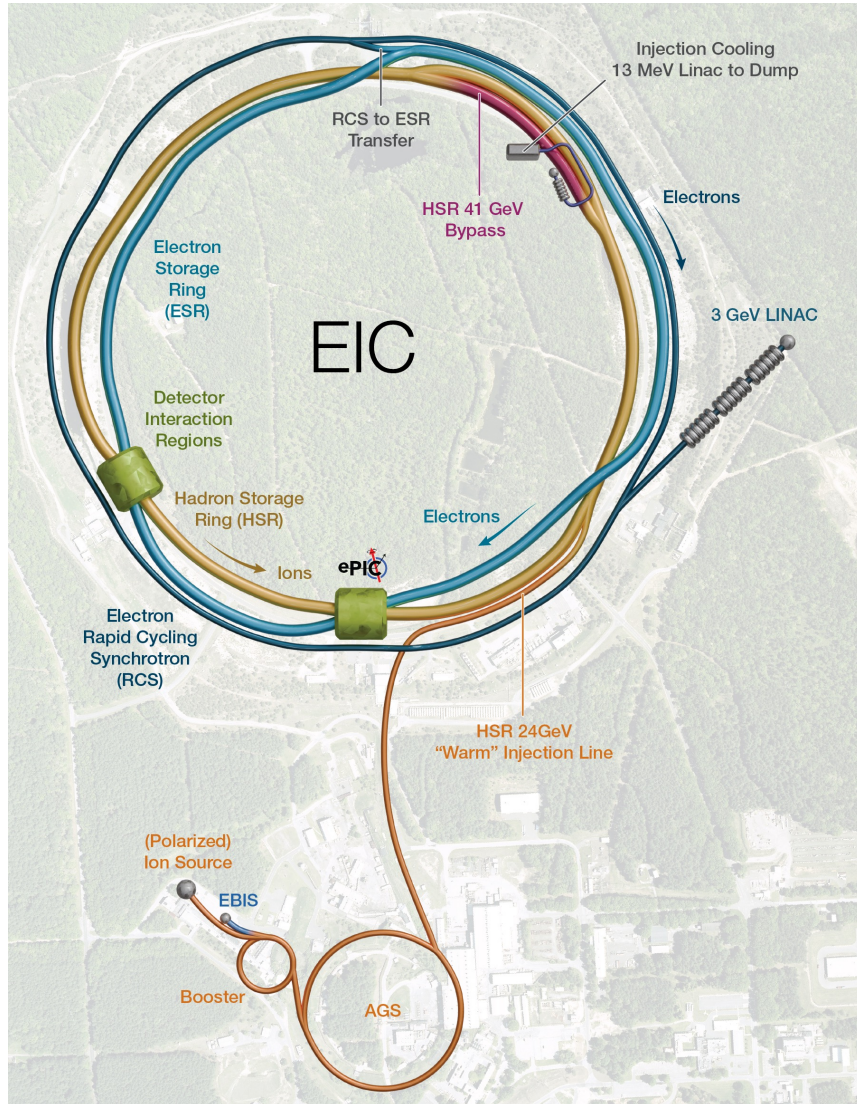 Injection Cooling
13 MeV Linac to Dump
RCS to ESR
Transfer
HSR 41 GeV
Bypass
Electrons
Electron
Storage
Ring
(ESR)
3 GeV LINAC
EIC
Detector
Interaction
Regions
Hadron Storage
Ring (HSR)
Electrons
Ions
ePIC
Electron
Rapid Cycling
Synchrotron
(RCS)
HSR 24GeV
“Warm” Injection Line
(Polarized)
Ion Source
EBIS
Booster
AGS